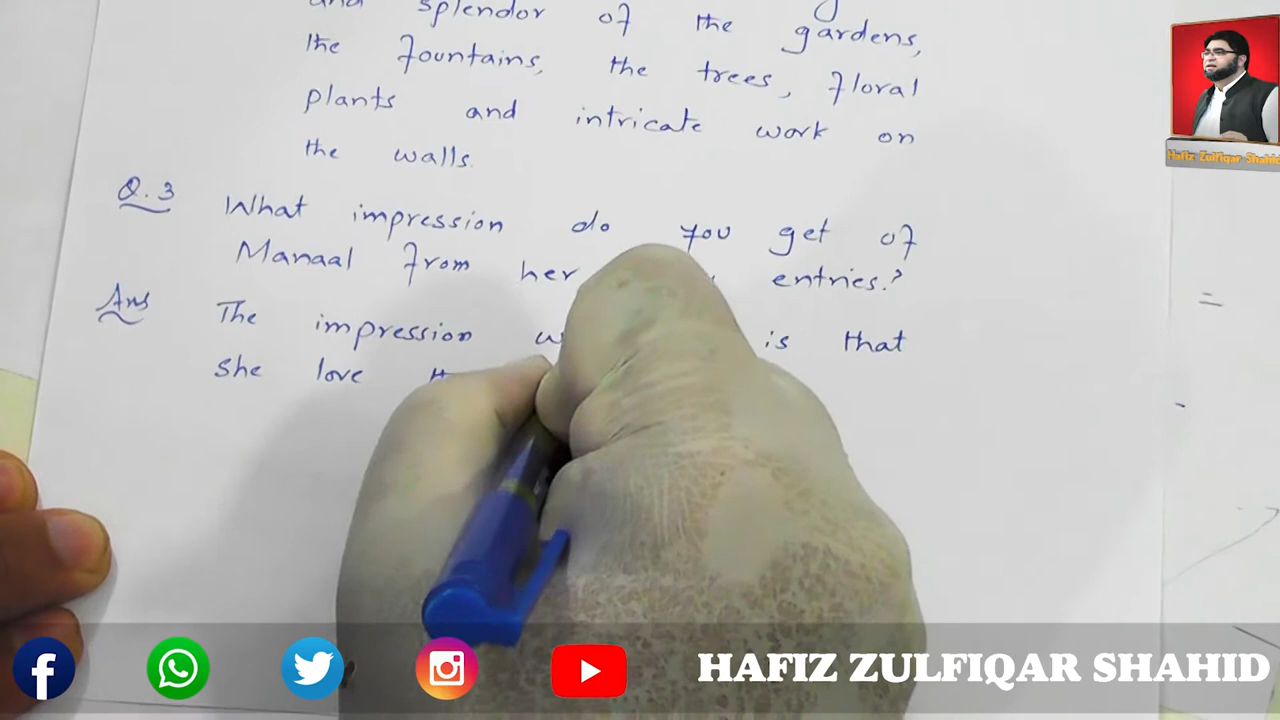 and splendor of the gardens,
the fountains, the trees, floral
plants and intricate work on
the walls.
Q.3 What impression do you get of
Manaal from her entries.?
Ans The impression is that
she love
Hafiz Zulfiqar Shahid
HAFIZ ZULFIQAR SHAHID